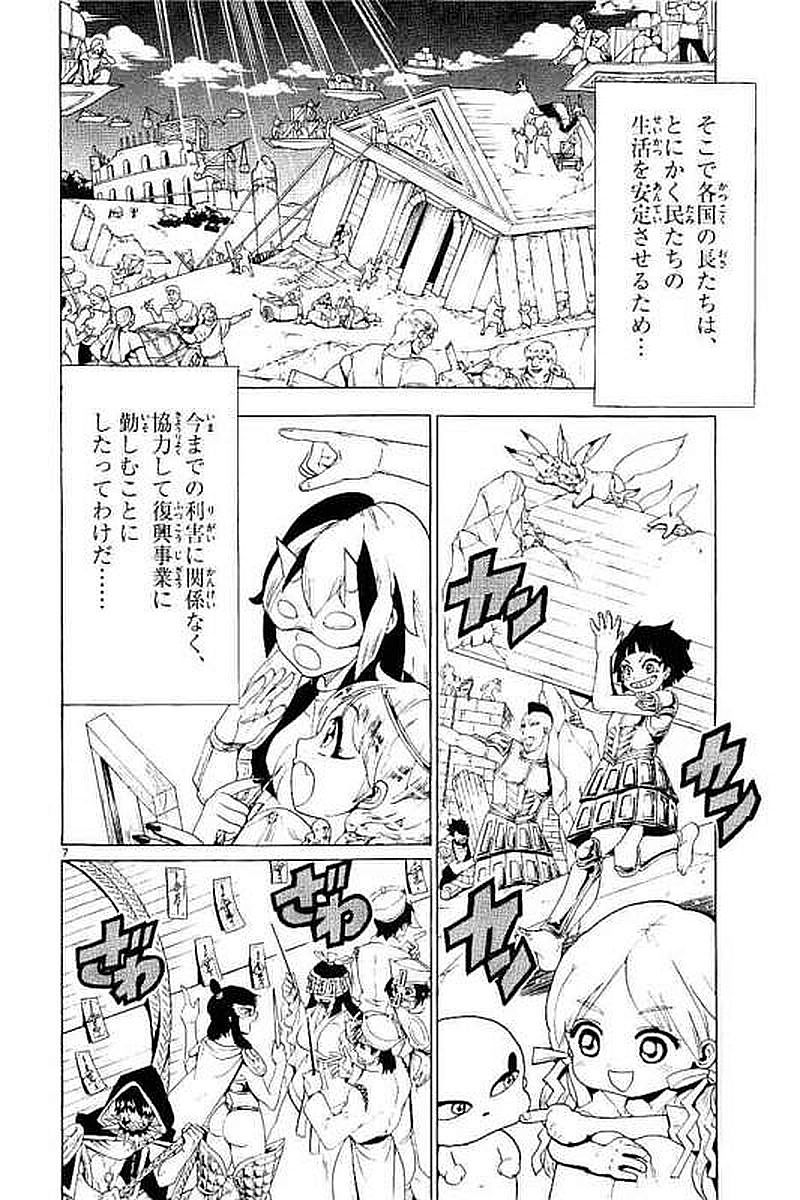 そこで各国の長たちは、
とにかく民たちの
生活を安定させるため…
カン
カン
カン
今までの利害に関係なく、
協力して復興事業に
勤しむことに
したってわけだ……
7
ざわ
ざわ